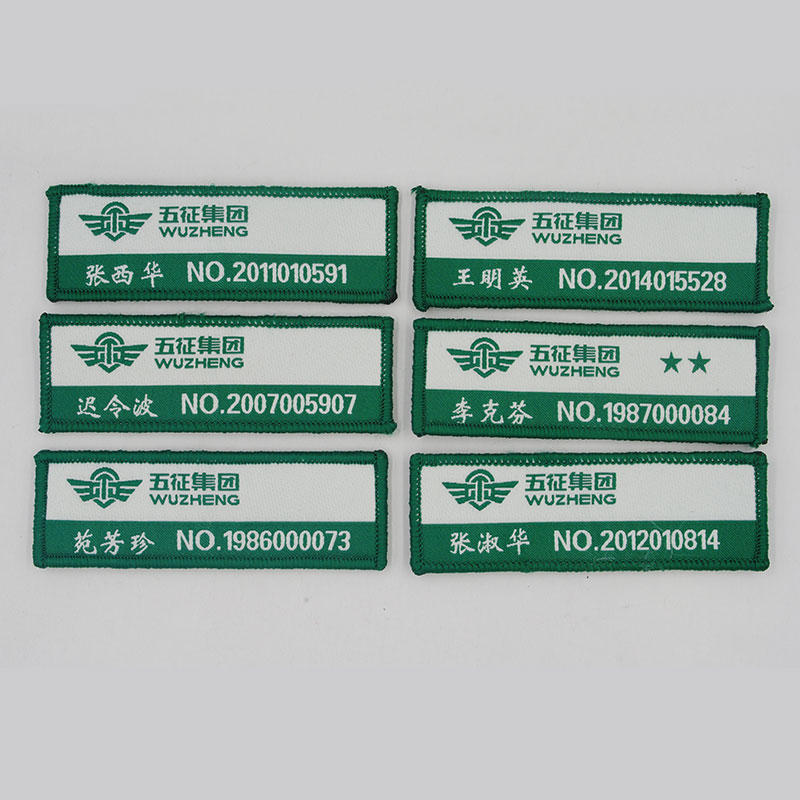 五征集团
WUZHENG
张西华 NO.2011010591
五征集团
WUZHENG
王明英 NO.2014015528
五征集团
WUZHENG
迟令波 NO.2007005907
五征集团
WUZHENG
★★
李克芬 NO.1987000084
五征集团
WUZHENG
苑芳珍 NO.1986000073
五征集团
WUZHENG
张淑华 NO.2012010814